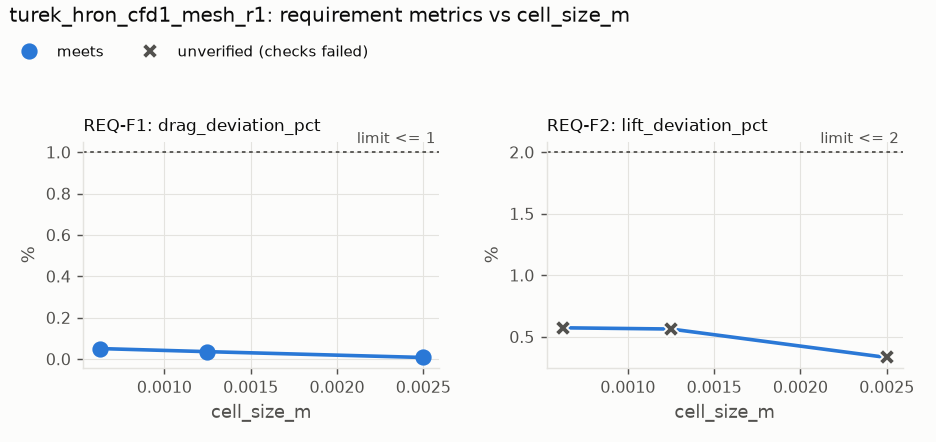 turek_hron_cfd1_mesh_r1: requirement metrics vs cell_size_m
meets
unverified (checks failed)
REQ-F1: drag_deviation_pct
limit <= 1
1.0
0.8
0.6
0.4
0.2
0.0
%
0.0010
0.0015
0.0020
0.0025
cell_size_m
REQ-F2: lift_deviation_pct
limit <= 2
2.0
1.5
1.0
0.5
%
0.0010
0.0015
0.0020
0.0025
cell_size_m